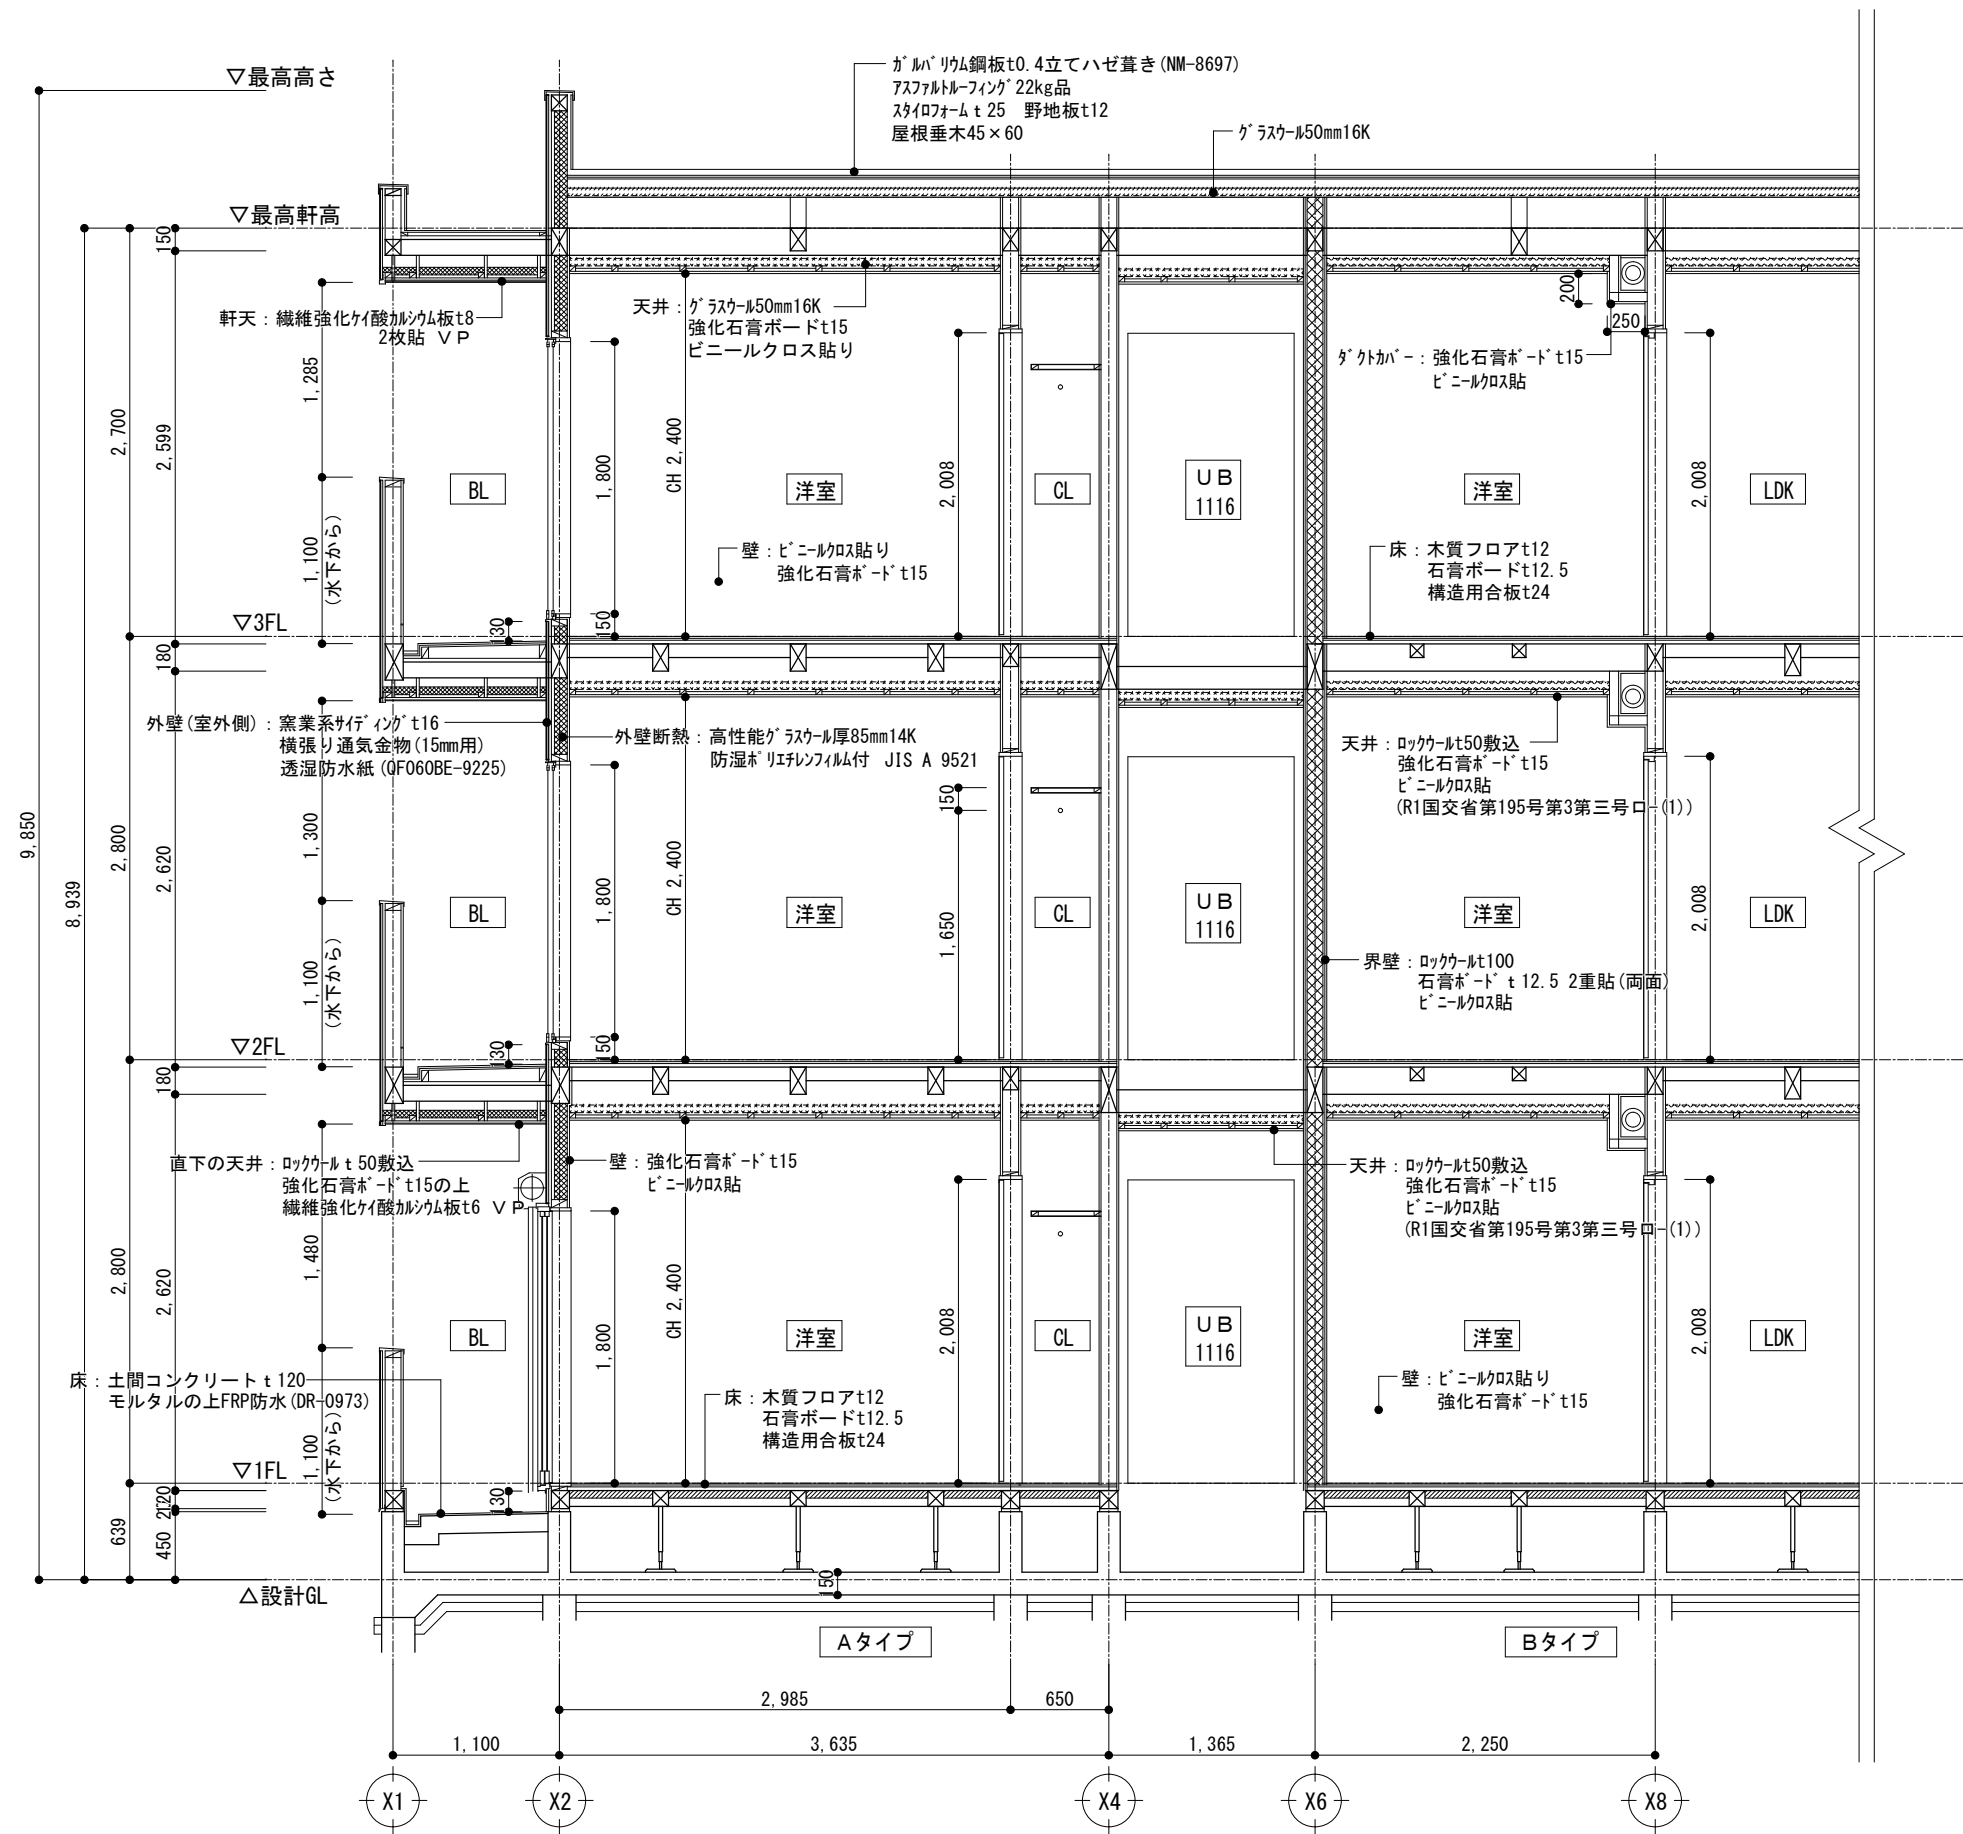 ▽最高高さ
ｶﾞﾙﾊﾞﾘｳﾑ鋼板t0.4立てハゼ葺き(NM-8697)
ｱｽﾌｧﾙﾄﾙｰﾌｨﾝｸﾞ22kg品
ｽﾀｲﾛﾌｫｰﾑｔ25　野地板t12
屋根垂木45×60
ｸﾞﾗｽｳｰﾙ50mm16K
▽最高軒高
150
軒天：繊維強化ｹｲ酸ｶﾙｼｳﾑ板t8
2枚貼 ＶＰ
天井：ｸﾞﾗｽｳｰﾙ50mm16K
強化石膏ボードt15
ビニールクロス貼り
200
250
ﾀﾞｸﾄｶﾊﾞｰ：強化石膏ﾎﾞｰﾄﾞt15
ﾋﾞﾆｰﾙｸﾛｽ貼
2,700
2,599
1,285
1,800
CH 2,400
2,008
2,008
BL
洋室
CL
ＵＢ
1116
洋室
LDK
1,100
(水下から)
壁：ﾋﾞﾆｰﾙｸﾛｽ貼り
強化石膏ﾎﾞｰﾄﾞt15
床：木質フロアt12
石膏ボードt12.5
構造用合板t24
▽3FL
130
150
180
外壁(室外側)：窯業系ｻｲﾃﾞｨﾝｸﾞt16
横張り通気金物(15mm用)
透湿防水紙(QF060BE-9225)
外壁断熱：高性能ｸﾞﾗｽｳｰﾙ厚85mm14K
防湿ﾎﾟﾘｴﾁﾚﾝﾌｨﾙﾑ付 JIS A 9521
天井：ﾛｯｸｳｰﾙt50敷込
強化石膏ﾎﾞｰﾄﾞt15
ﾋﾞﾆｰﾙｸﾛｽ貼
(R1国交省第195号第3第三号ロ-(1))
9,850
8,939
2,800
2,620
1,300
1,800
CH 2,400
150
1,650
2,008
BL
洋室
CL
ＵＢ
1116
洋室
LDK
1,100
(水下から)
界壁：ﾛｯｸｳｰﾙt100
石膏ﾎﾞｰﾄﾞｔ12.5 2重貼(両面)
ﾋﾞﾆｰﾙｸﾛｽ貼
▽2FL
130
150
180
直下の天井：ﾛｯｸｳｰﾙｔ50敷込
強化石膏ﾎﾞｰﾄﾞt15の上
繊維強化ｹｲ酸ｶﾙｼｳﾑ板t6 ＶＰ
壁：強化石膏ﾎﾞｰﾄﾞt15
ﾋﾞﾆｰﾙｸﾛｽ貼
天井：ﾛｯｸｳｰﾙt50敷込
強化石膏ﾎﾞｰﾄﾞt15
ﾋﾞﾆｰﾙｸﾛｽ貼
(R1国交省第195号第3第三号ロ-(1))
2,800
2,620
1,480
1,800
CH 2,400
2,008
2,008
BL
洋室
CL
ＵＢ
1116
洋室
LDK
床：土間コンクリートｔ120
モルタルの上FRP防水(DR-0973)
1,100
(水下から)
床：木質フロアt12
石膏ボードt12.5
構造用合板t24
壁：ﾋﾞﾆｰﾙｸﾛｽ貼り
強化石膏ﾎﾞｰﾄﾞt15
▽1FL
130
120
639
450
150
△設計GL
Ａタイプ
Ｂタイプ
2,985
650
1,100
3,635
1,365
2,250
X1
X2
X4
X6
X8